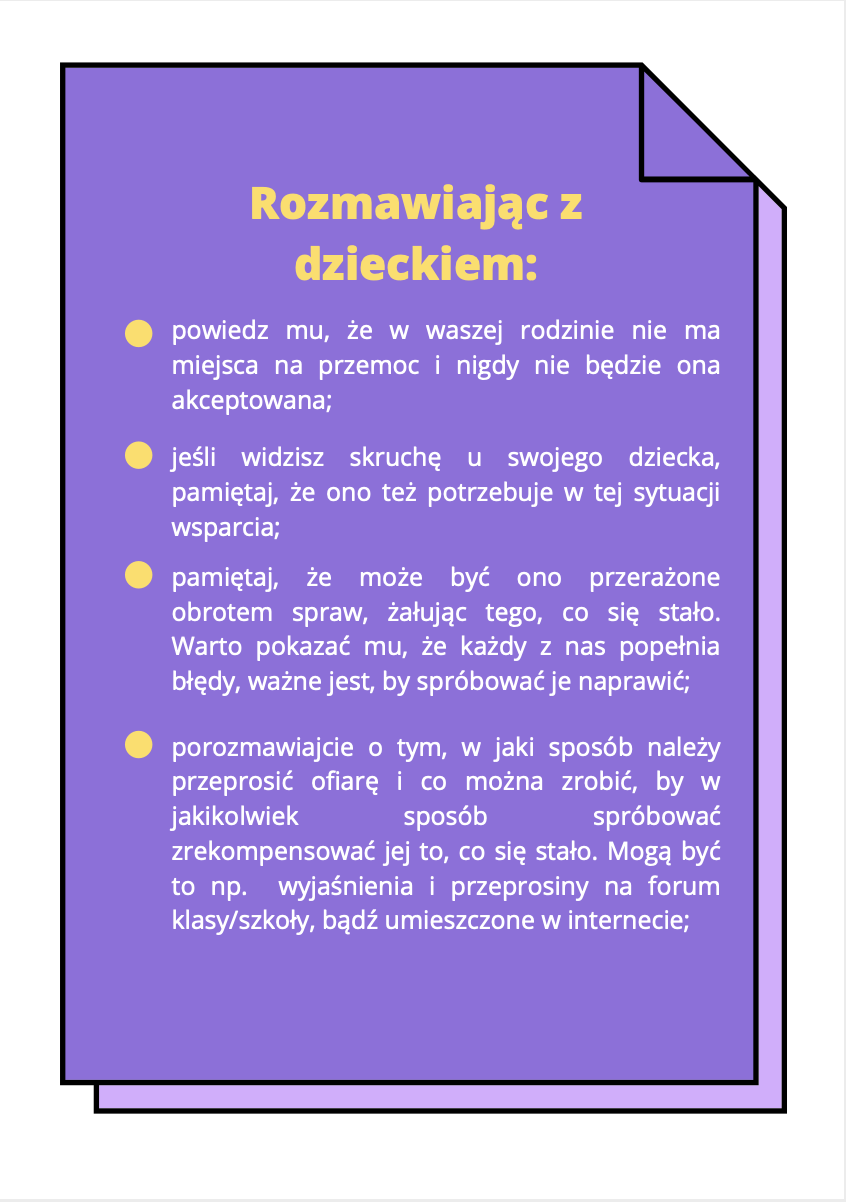 Rozmawiając z
dzieckiem:
powiedz mu, że w waszej rodzinie nie ma
miejsca na przemoc i nigdy nie będzie ona
akceptowana;
jeśli widzisz skruchę u swojego dziecka,
pamiętaj, że ono też potrzebuje w tej sytuacji
wsparcia;
pamiętaj, że może być ono przerażone
obrotem spraw, żałując tego, co się stało.
Warto pokazać mu, że każdy z nas popełnia
błędy, ważne jest, by spróbować je naprawić;
porozmawiajcie o tym, w jaki sposób należy
przeprosić ofiarę i co można zrobić, by w
jakikolwiek sposób spróbować
zrekompensować jej to, co się stało. Mogą być
to np. wyjaśnienia i przeprosiny na forum
klasy/szkoły, bądź umieszczone w internecie;